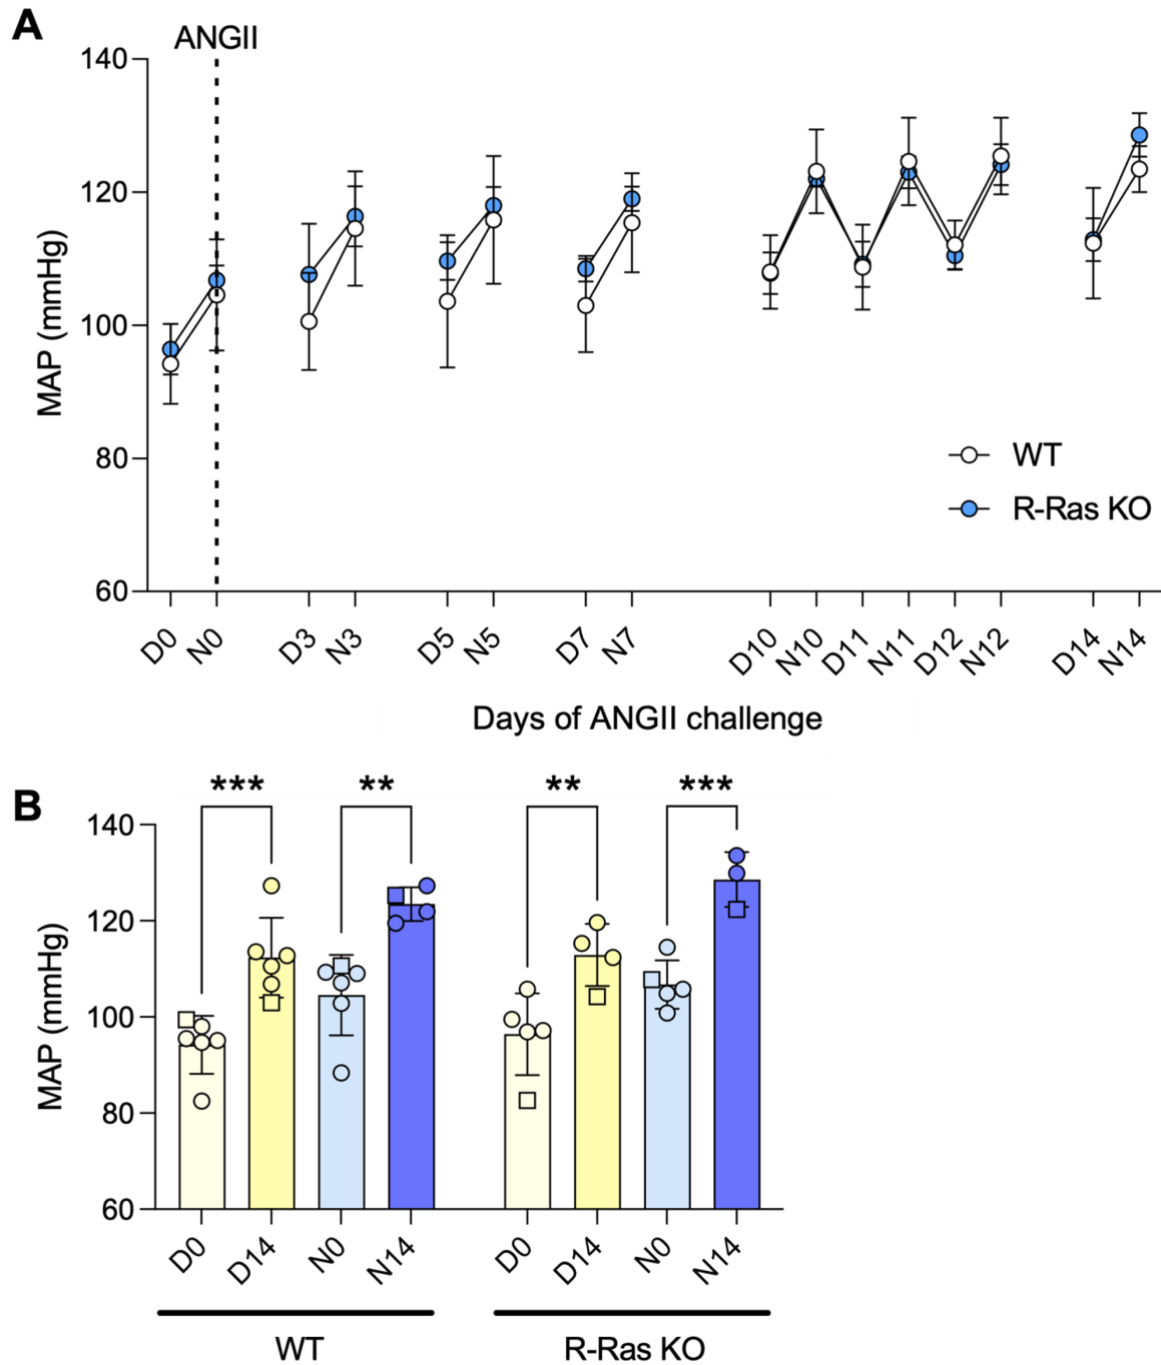 A
ANGII
140
120
100
80
60
MAP (mmHg)
WT
R-Ras KO
D0 N0 D3 N3 D5 N5 D7 N7 D10 N10 D11 N11 D12 N12 D14 N14
Days of ANGII challenge
B
*** ** ** ***
140
120
100
80
60
MAP (mmHg)
D0 D14 N0 N14 D0 D14 N0 N14
WT R-Ras KO